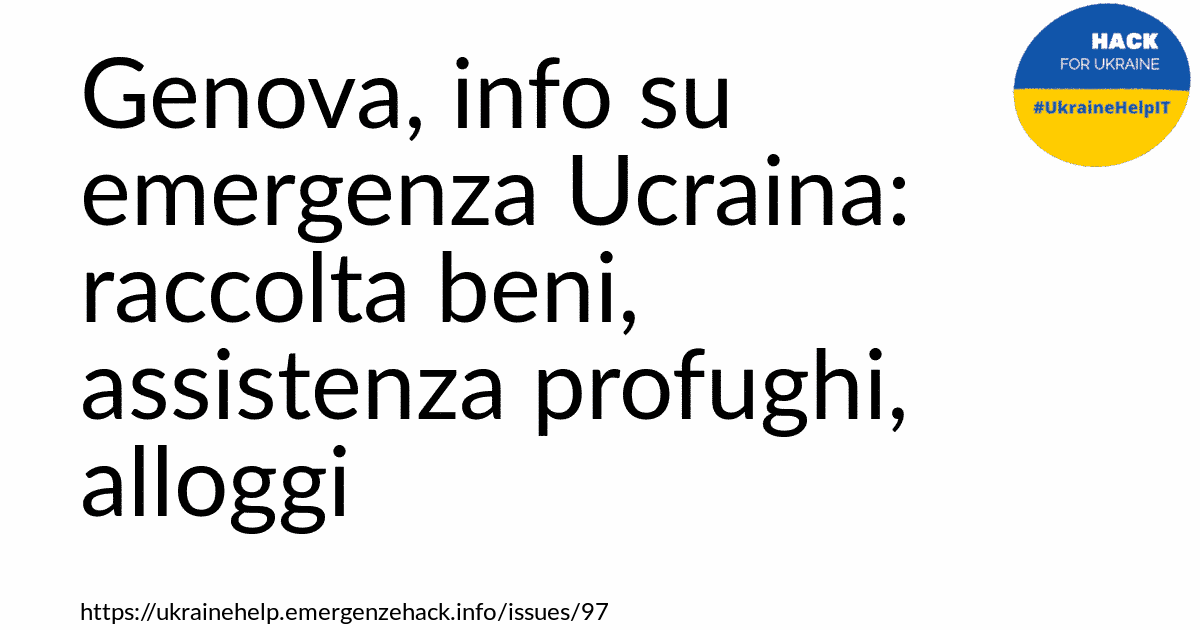 Genova, info su
emergenza Ucraina:
raccolta beni,
assistenza profughi,
alloggi
HACK
FOR UKRAINE
#UkraineHelpIT
https://ukrainehelp.emergenzehack.info/issues/97